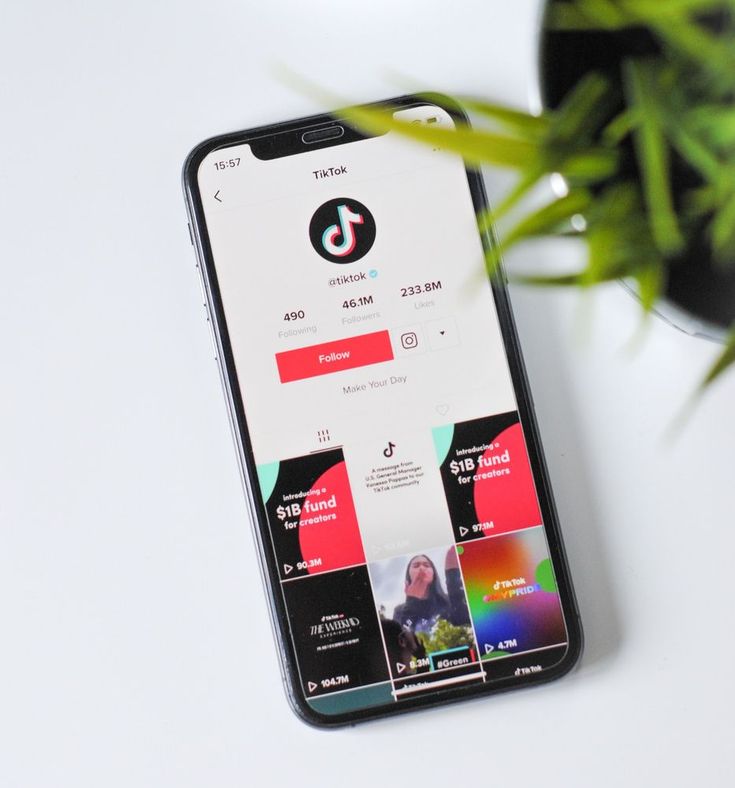 15:57
TikTok
@tiktok
490
46.1M
233.8M
Following
Followers
Likes
Follow
Make Your Day
introducing a
$1B fund
for creators
90.3M
A message from
U.S. General Manager
Vanessa Pappas to our
TikTok community
introducing a
$1B fund
for creators
97.1M
TikTok
THE WEEKND
EXPERIENCE
104.7M
9.3M
#Green
TikTok
#MYPRIDE
4.7M
TikTok